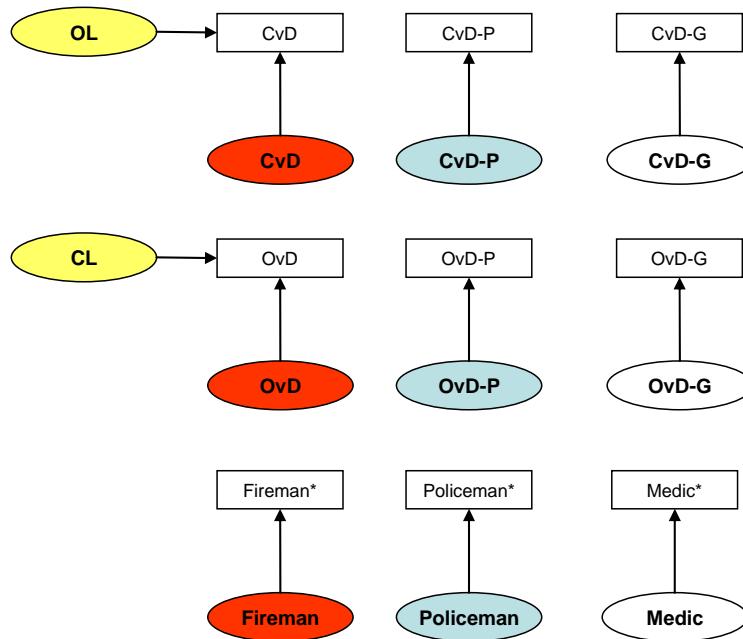 OL
CvD
CvD-P
CvD-G
CvD
CvD-P
CvD-G
CL
OvD
OvD-P
OvD-G
OvD
OvD-P
OvD-G
Fireman*
Policeman*
Medic*
Fireman
Policeman
Medic